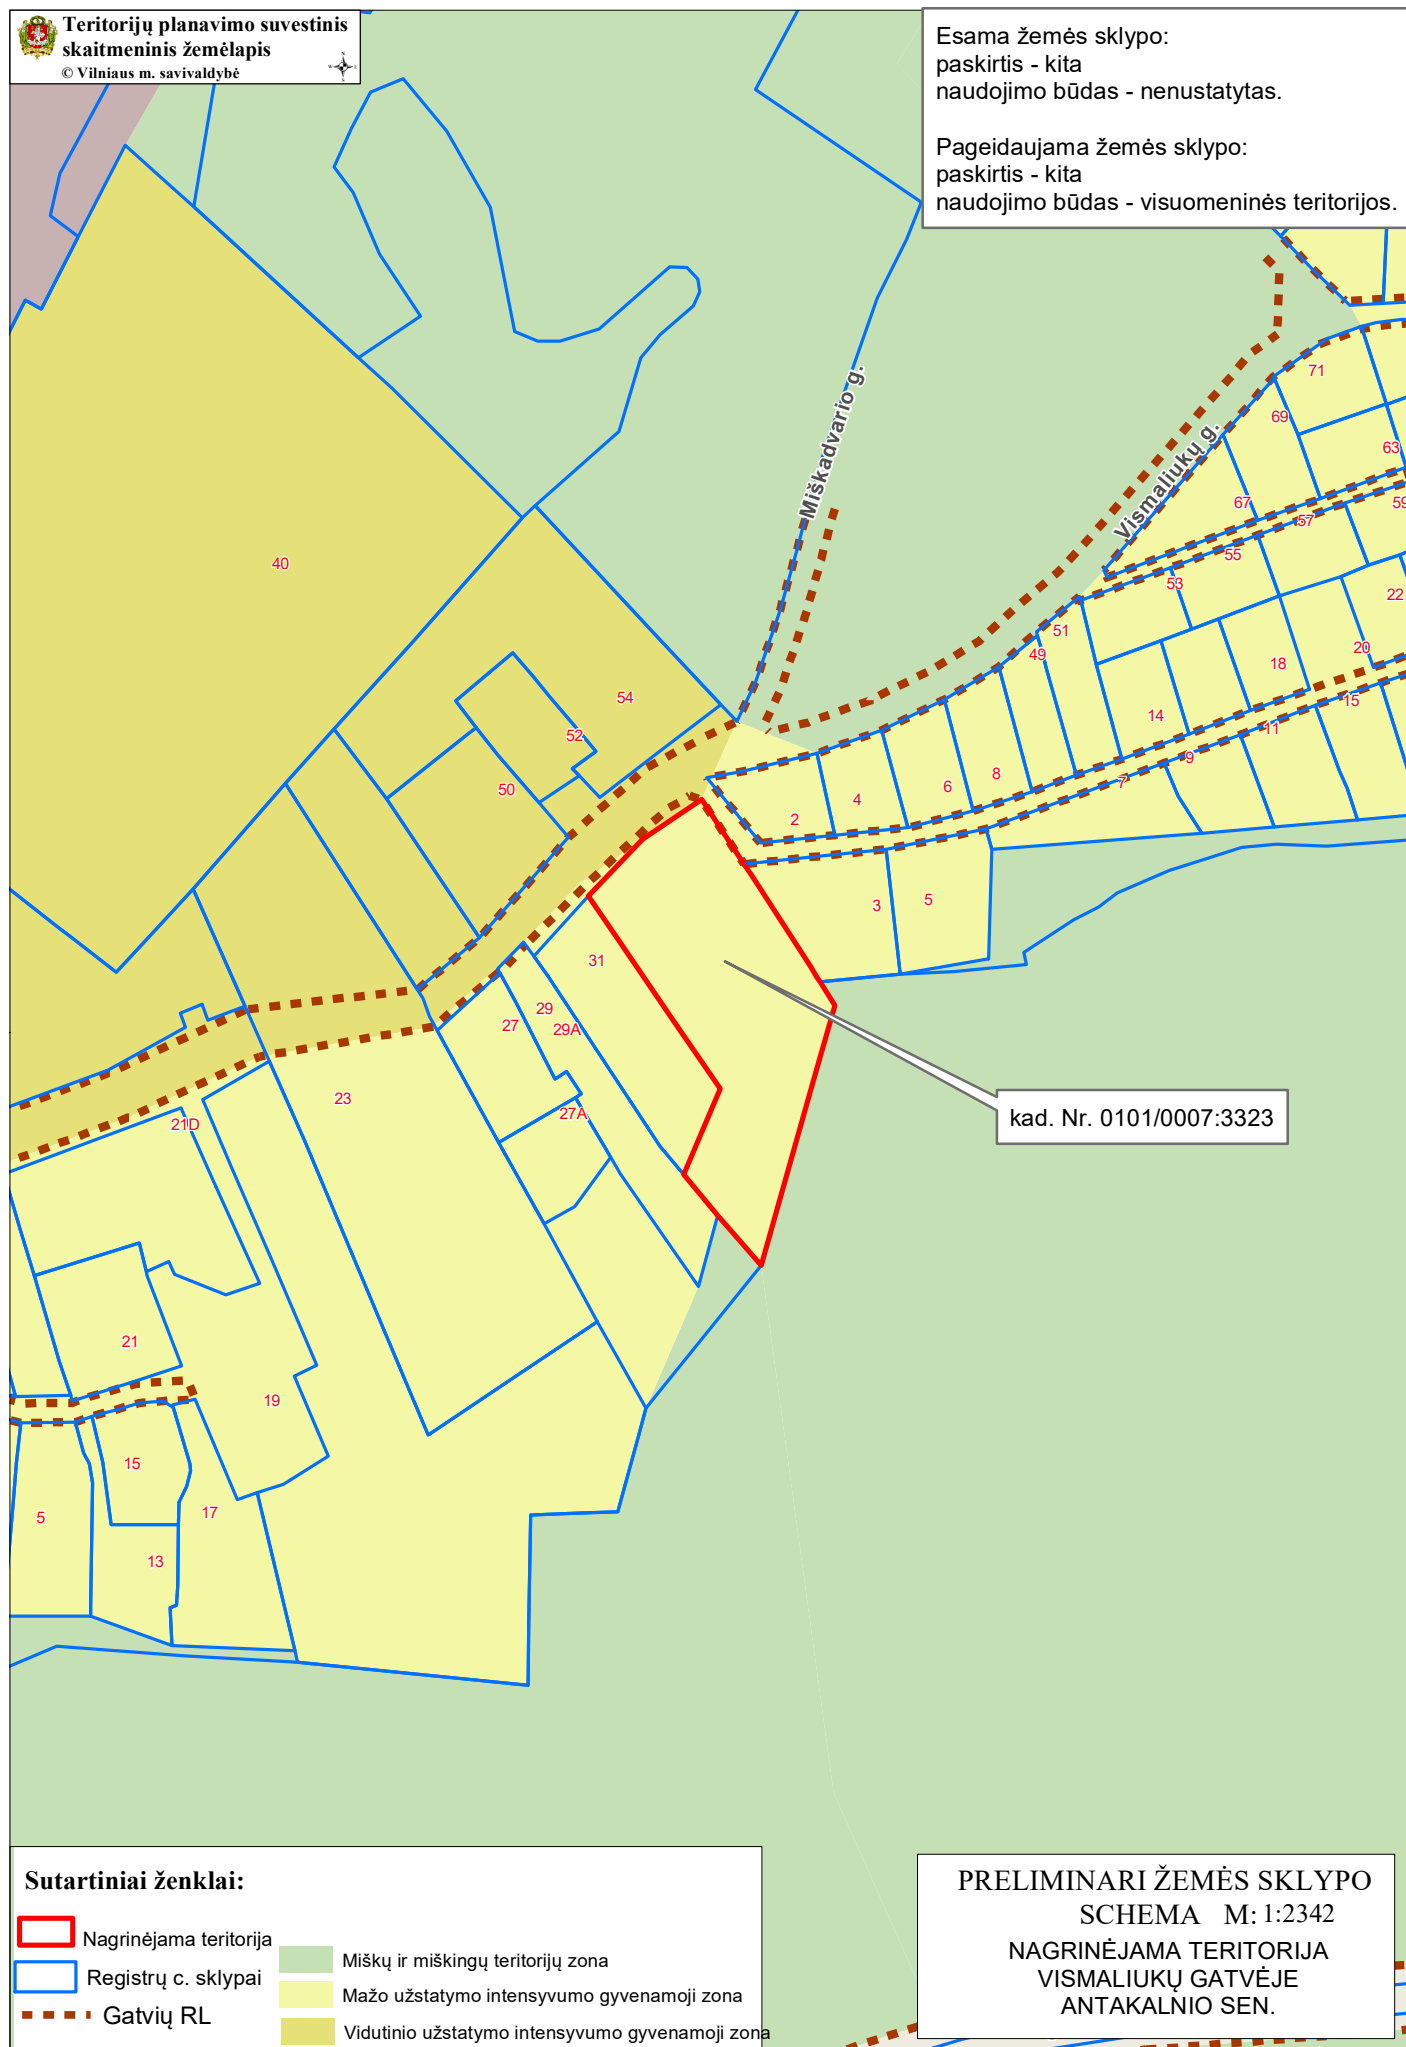 Teritorijų planavimo suvestinis
skaitmeninis žemėlapis
© Vilniaus m. savivaldybė
Esama žemės sklypo:
paskirtis - kita
naudojimo būdas - nenustatytas.
Pageidaujama žemės sklypo:
paskirtis - kita
naudojimo būdas - visuomeninės teritorijos.
Miškadvario g.
Vismaliukų g.
71
69
63
67
57
59
55
53
22
51
49
20
18
15
14
11
9
7
8
6
4
2
3
5
40
54
52
50
31
29
29A
27
27A
23
21D
21
19
15
17
5
13
kad. Nr. 0101/0007:3323
Sutartiniai ženklai:
Nagrinėjama teritorija
Registrų c. sklypai
Gatvių RL
Miškų ir miškingų teritorijų zona
Mažo užstatymo intensyvumo gyvenamoji zona
Vidutinio užstatymo intensyvumo gyvenamoji zona
PRELIMINARI ŽEMĖS SKLYPO
SCHEMA M: 1:2342
NAGRINĖJAMA TERITORIJA
VISMALIUKŲ GATVĖJE
ANTAKALNIO SEN.